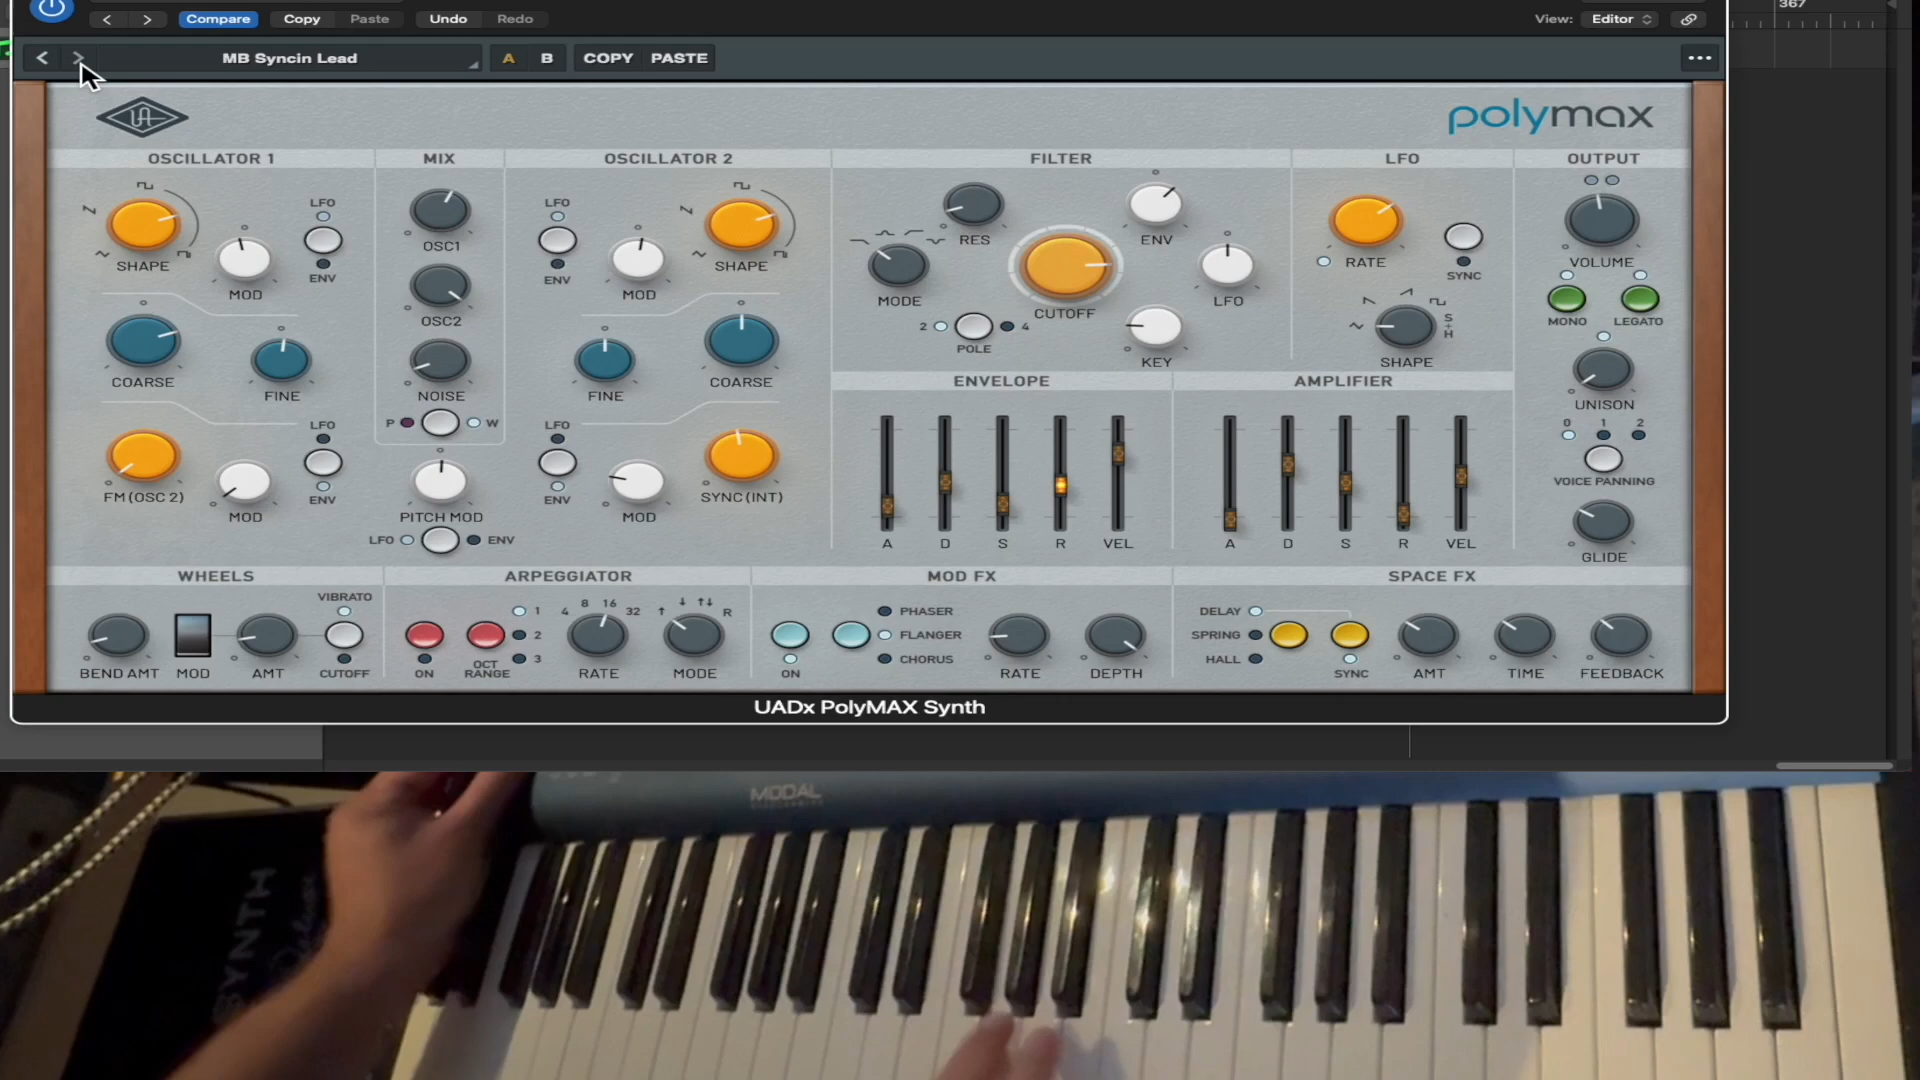 367
Compare Copy Paste Undo Redo View: Editor
MB Syncin Lead A B COPY PASTE
UA polymax
OSCILLATOR 1 MIX OSCILLATOR 2 FILTER LFO OUTPUT
LFO LFO
OSC1 RES ENV
SHAPE ENV ENV SHAPE RATE VOLUME
MOD MOD MODE LFO SYNC
OSC2 CUTOFF
2 4 S+H MONO LEGATO
POLE KEY SHAPE
COARSE FINE NOISE FINE COARSE ENVELOPE AMPLIFIER
UNISON
P W
LFO LFO 0 1 2
VOICE PANNING
FM (OSC 2) ENV ENV SYNC (INT)
MOD PITCH MOD MOD
LFO ENV A D S R VEL A D S R VEL
GLIDE
WHEELS ARPEGGIATOR MOD FX SPACE FX
VIBRATO 1 4 8 16 32 R PHASER DELAY
2 FLANGER SPRING
3 CHORUS HALL
BEND AMT MOD AMT CUTOFF ON OCT RANGE RATE MODE ON RATE DEPTH SYNC AMT TIME FEEDBACK
UADx PolyMAX Synth
MODAL
SYNTH